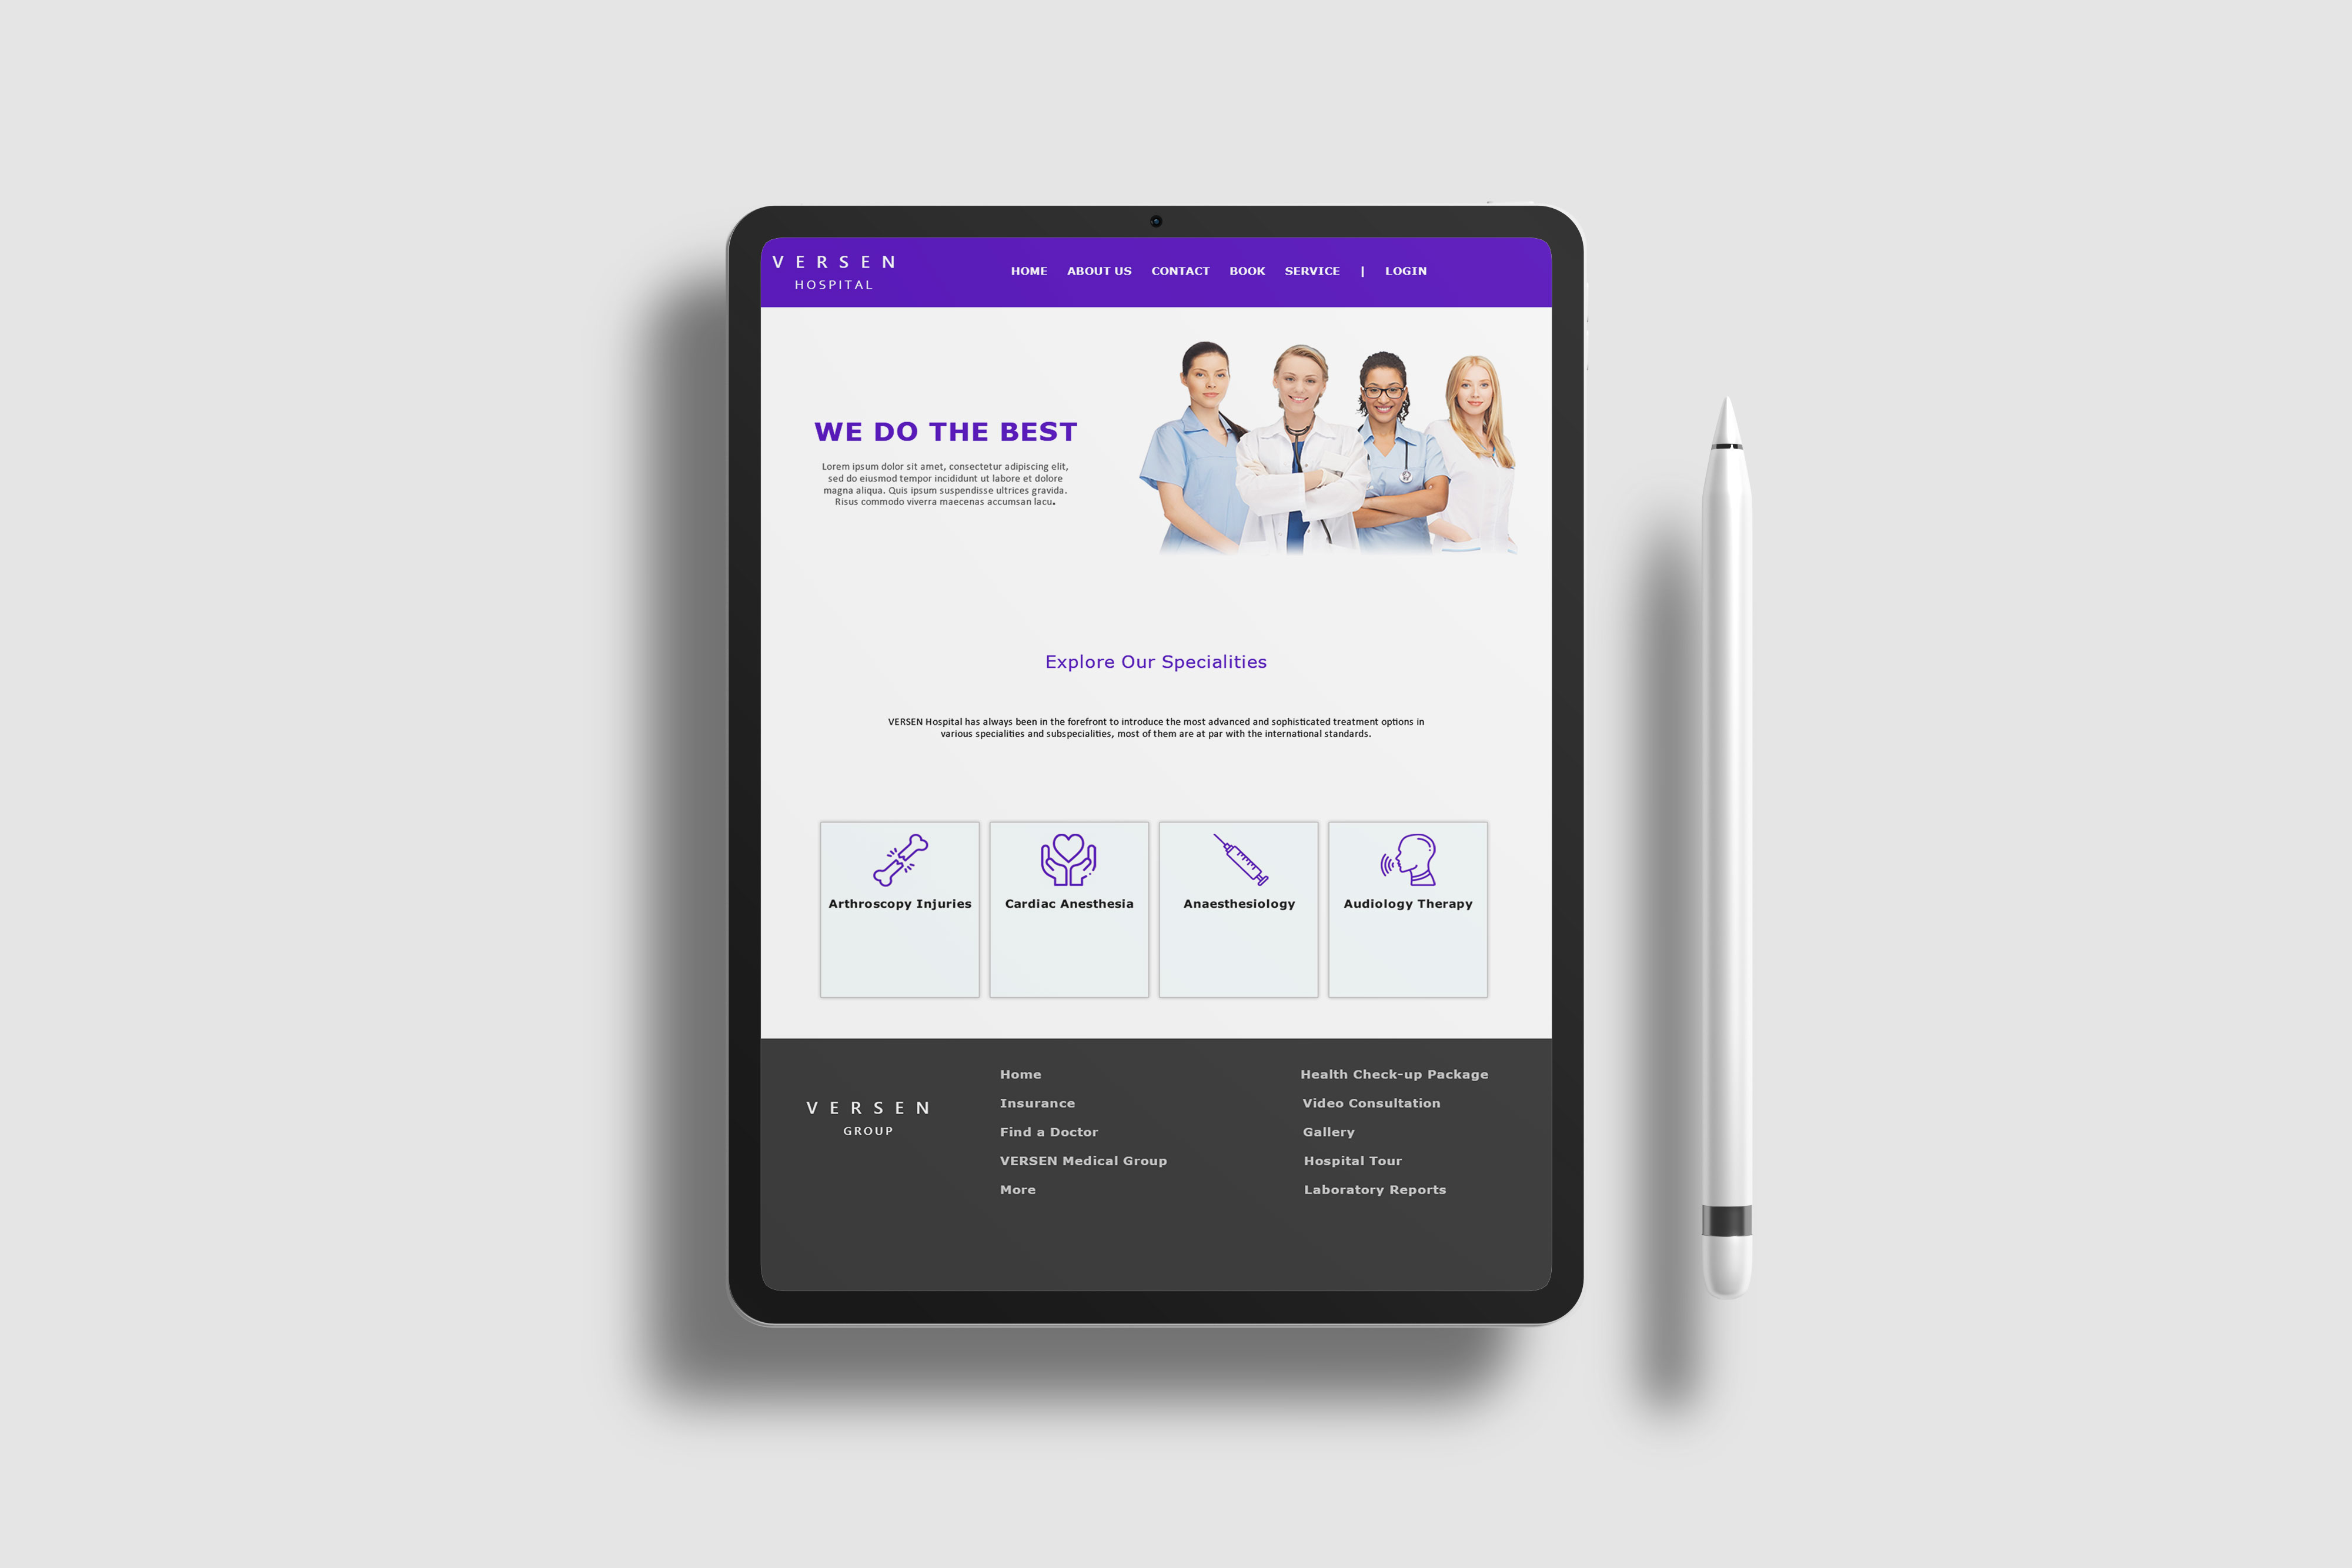 VERSEN
HOSPITAL
HOME ABOUT US CONTACT BOOK SERVICE | LOGIN
WE DO THE BEST
Lorem ipsum dolor sit amet, consectetur adipiscing elit,
sed do eiusmod tempor incididunt ut labore et dolore
magna aliqua. Quis ipsum suspendisse ultrices gravida.
Risus commodo viverra maecenas accumsan lacu.
Explore Our Specialities
VERSEN Hospital has always been in the forefront to introduce the most advanced and sophisticated treatment options in
various specialities and subspecialities, most of them are at par with the international standards.
Arthroscopy Injuries
Cardiac Anesthesia
Anaesthesiology
Audiology Therapy
VERSEN
GROUP
Home
Insurance
Find a Doctor
VERSEN Medical Group
More
Health Check-up Package
Video Consultation
Gallery
Hospital Tour
Laboratory Reports